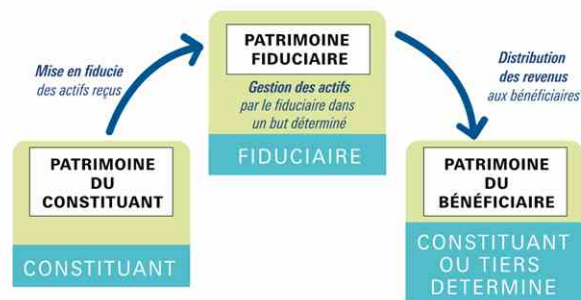 Mise en fiducie
des actifs reçus
PATRIMOINE
FIDUCIAIRE
Gestion des actifs
par le fiduciaire dans
un but déterminé
FIDUCIAIRE
Distribution
des revenus
aux bénéficiaires
PATRIMOINE
DU
CONSTITUANT
CONSTITUANT
PATRIMOINE
DU
BÉNÉFICIAIRE
CONSTITUANT
OU TIERS
DETERMINE